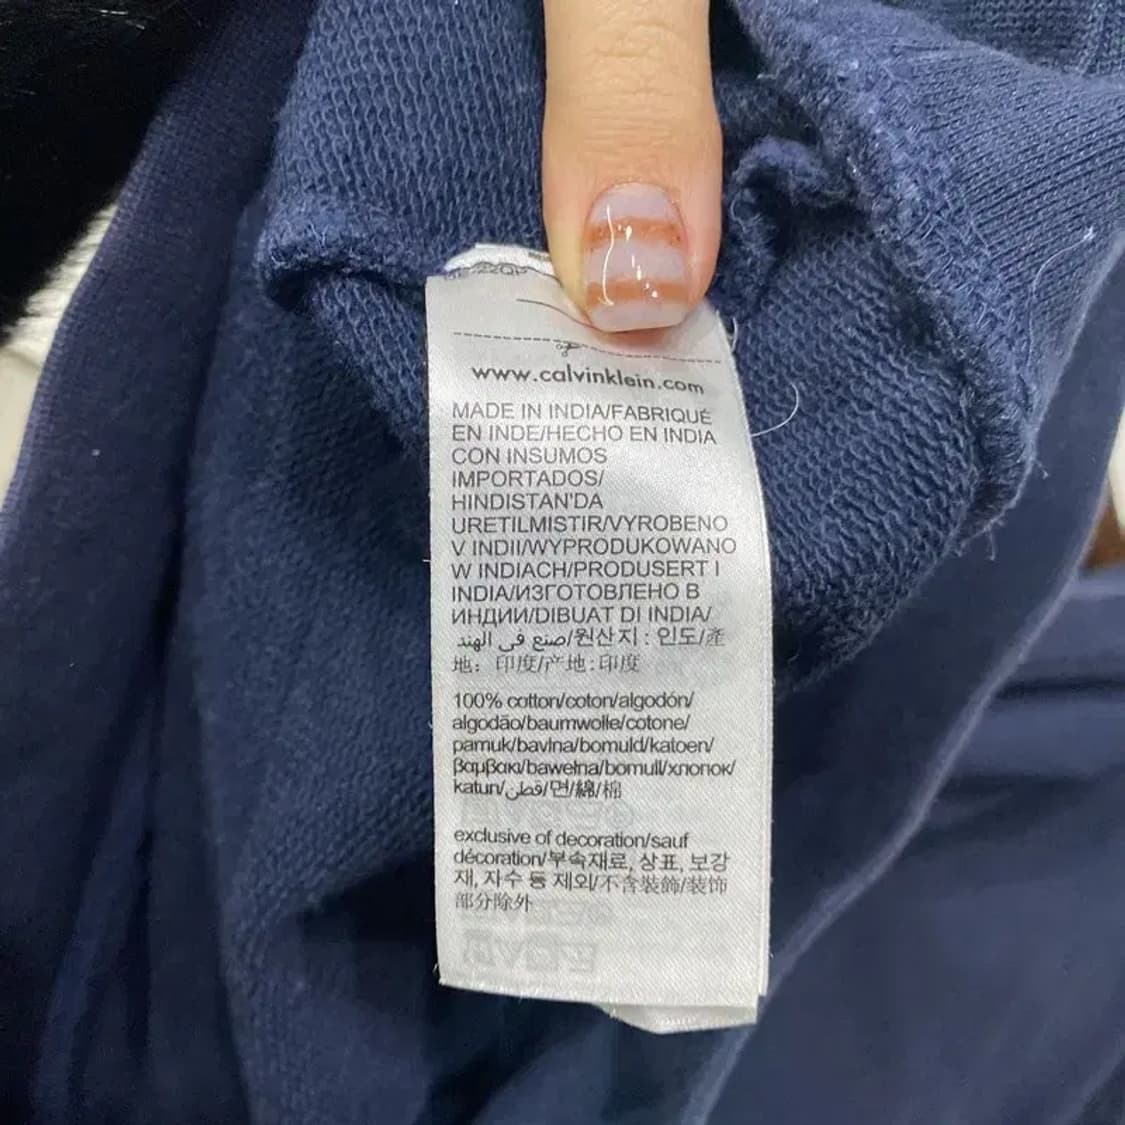 www.calvinklein.com
MADE IN INDIA/FABRIQUÉ
EN INDE/HECHO EN INDIA
CON INSUMOS
IMPORTADOS/
HINDISTAN'DA
URETILMISTIR/VYROBENO
V INDII/WYPRODUKOWANO
W INDIACH/PRODUSERT I
INDIA/ИЗГОТОВЛЕНО В
ИНДИИ/DIBUAT DI INDIA/
صنع في الهند/원산지 : 인도/產
地: 印度/产地:印度
100% cotton/coton/algodón/
algodão/baumwolle/cotone/
pamuk/bavlna/bomuld/katoen/
βαμβακι/bawełna/bomull/хлопок/
katun/قطن/면/綿/棉
exclusive of decoration/sauf
décoration/부속재료, 상표, 보강
재, 자수 등 제외/不含裝飾/装饰
部分除外